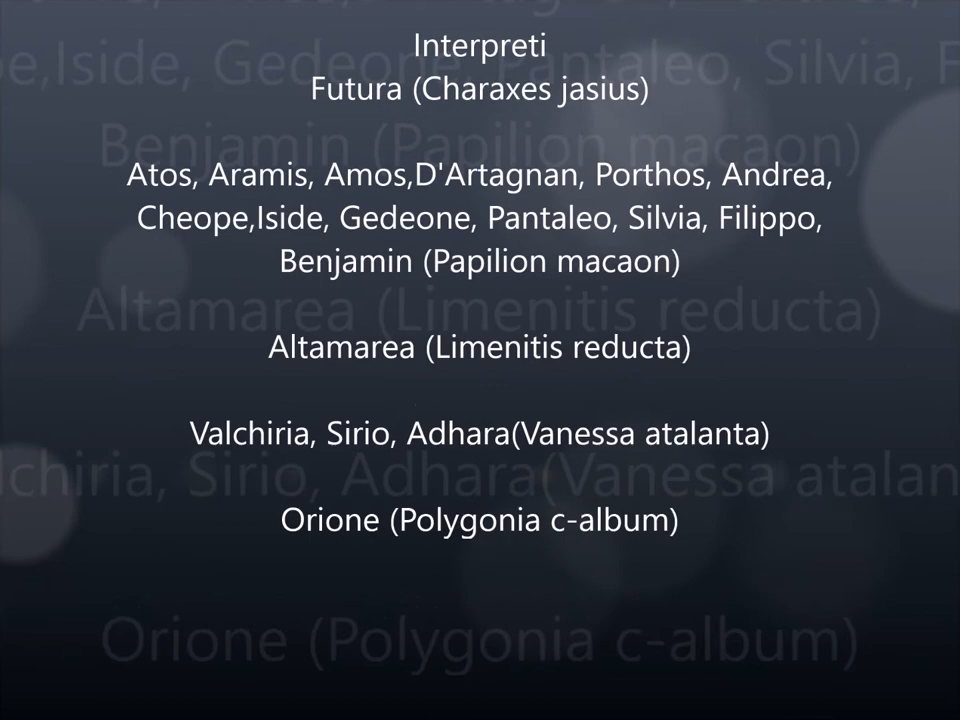 Interpreti
Futura (Charaxes jasius)
Atos, Aramis, Amos,D'Artagnan, Porthos, Andrea,
Cheope,Iside, Gedeone, Pantaleo, Silvia, Filippo,
Benjamin (Papilion macaon)
Altamarea (Limenitis reducta)
Valchiria, Sirio, Adhara(Vanessa atalanta)
Orione (Polygonia c-album)